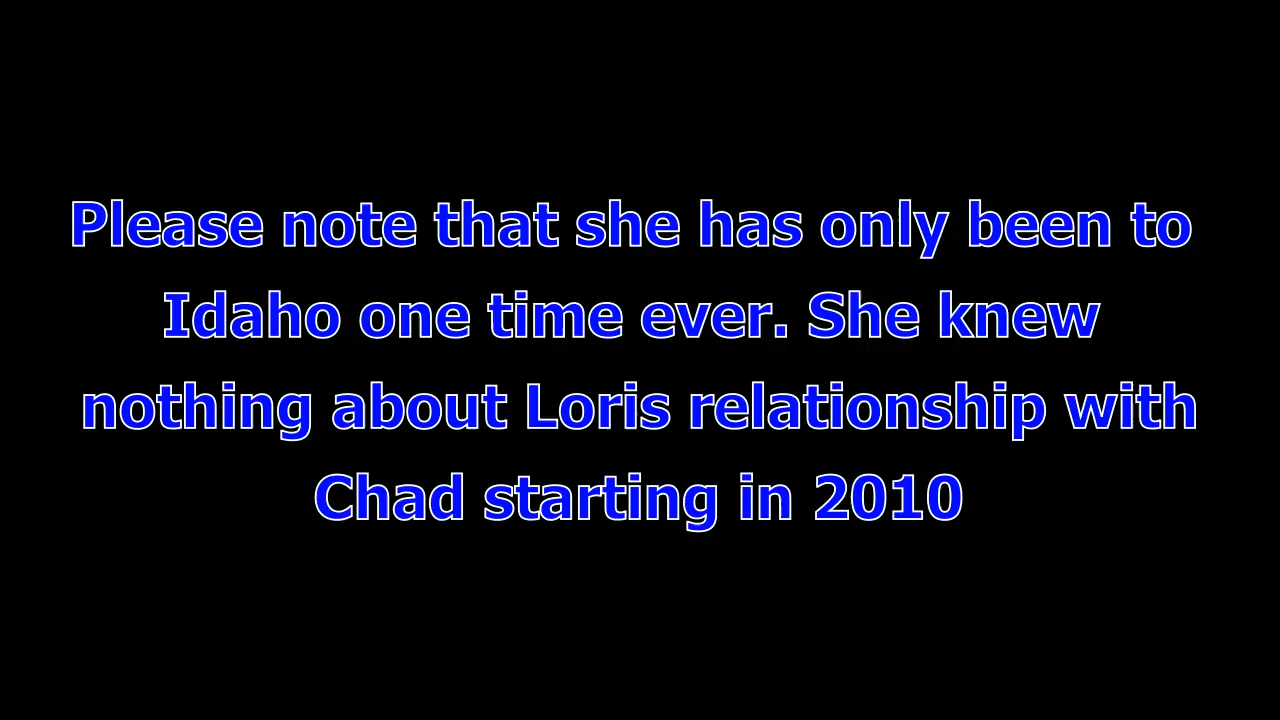 Please note that she has only been to
Idaho one time ever. She knew
nothing about Loris relationship with
Chad starting in 2010